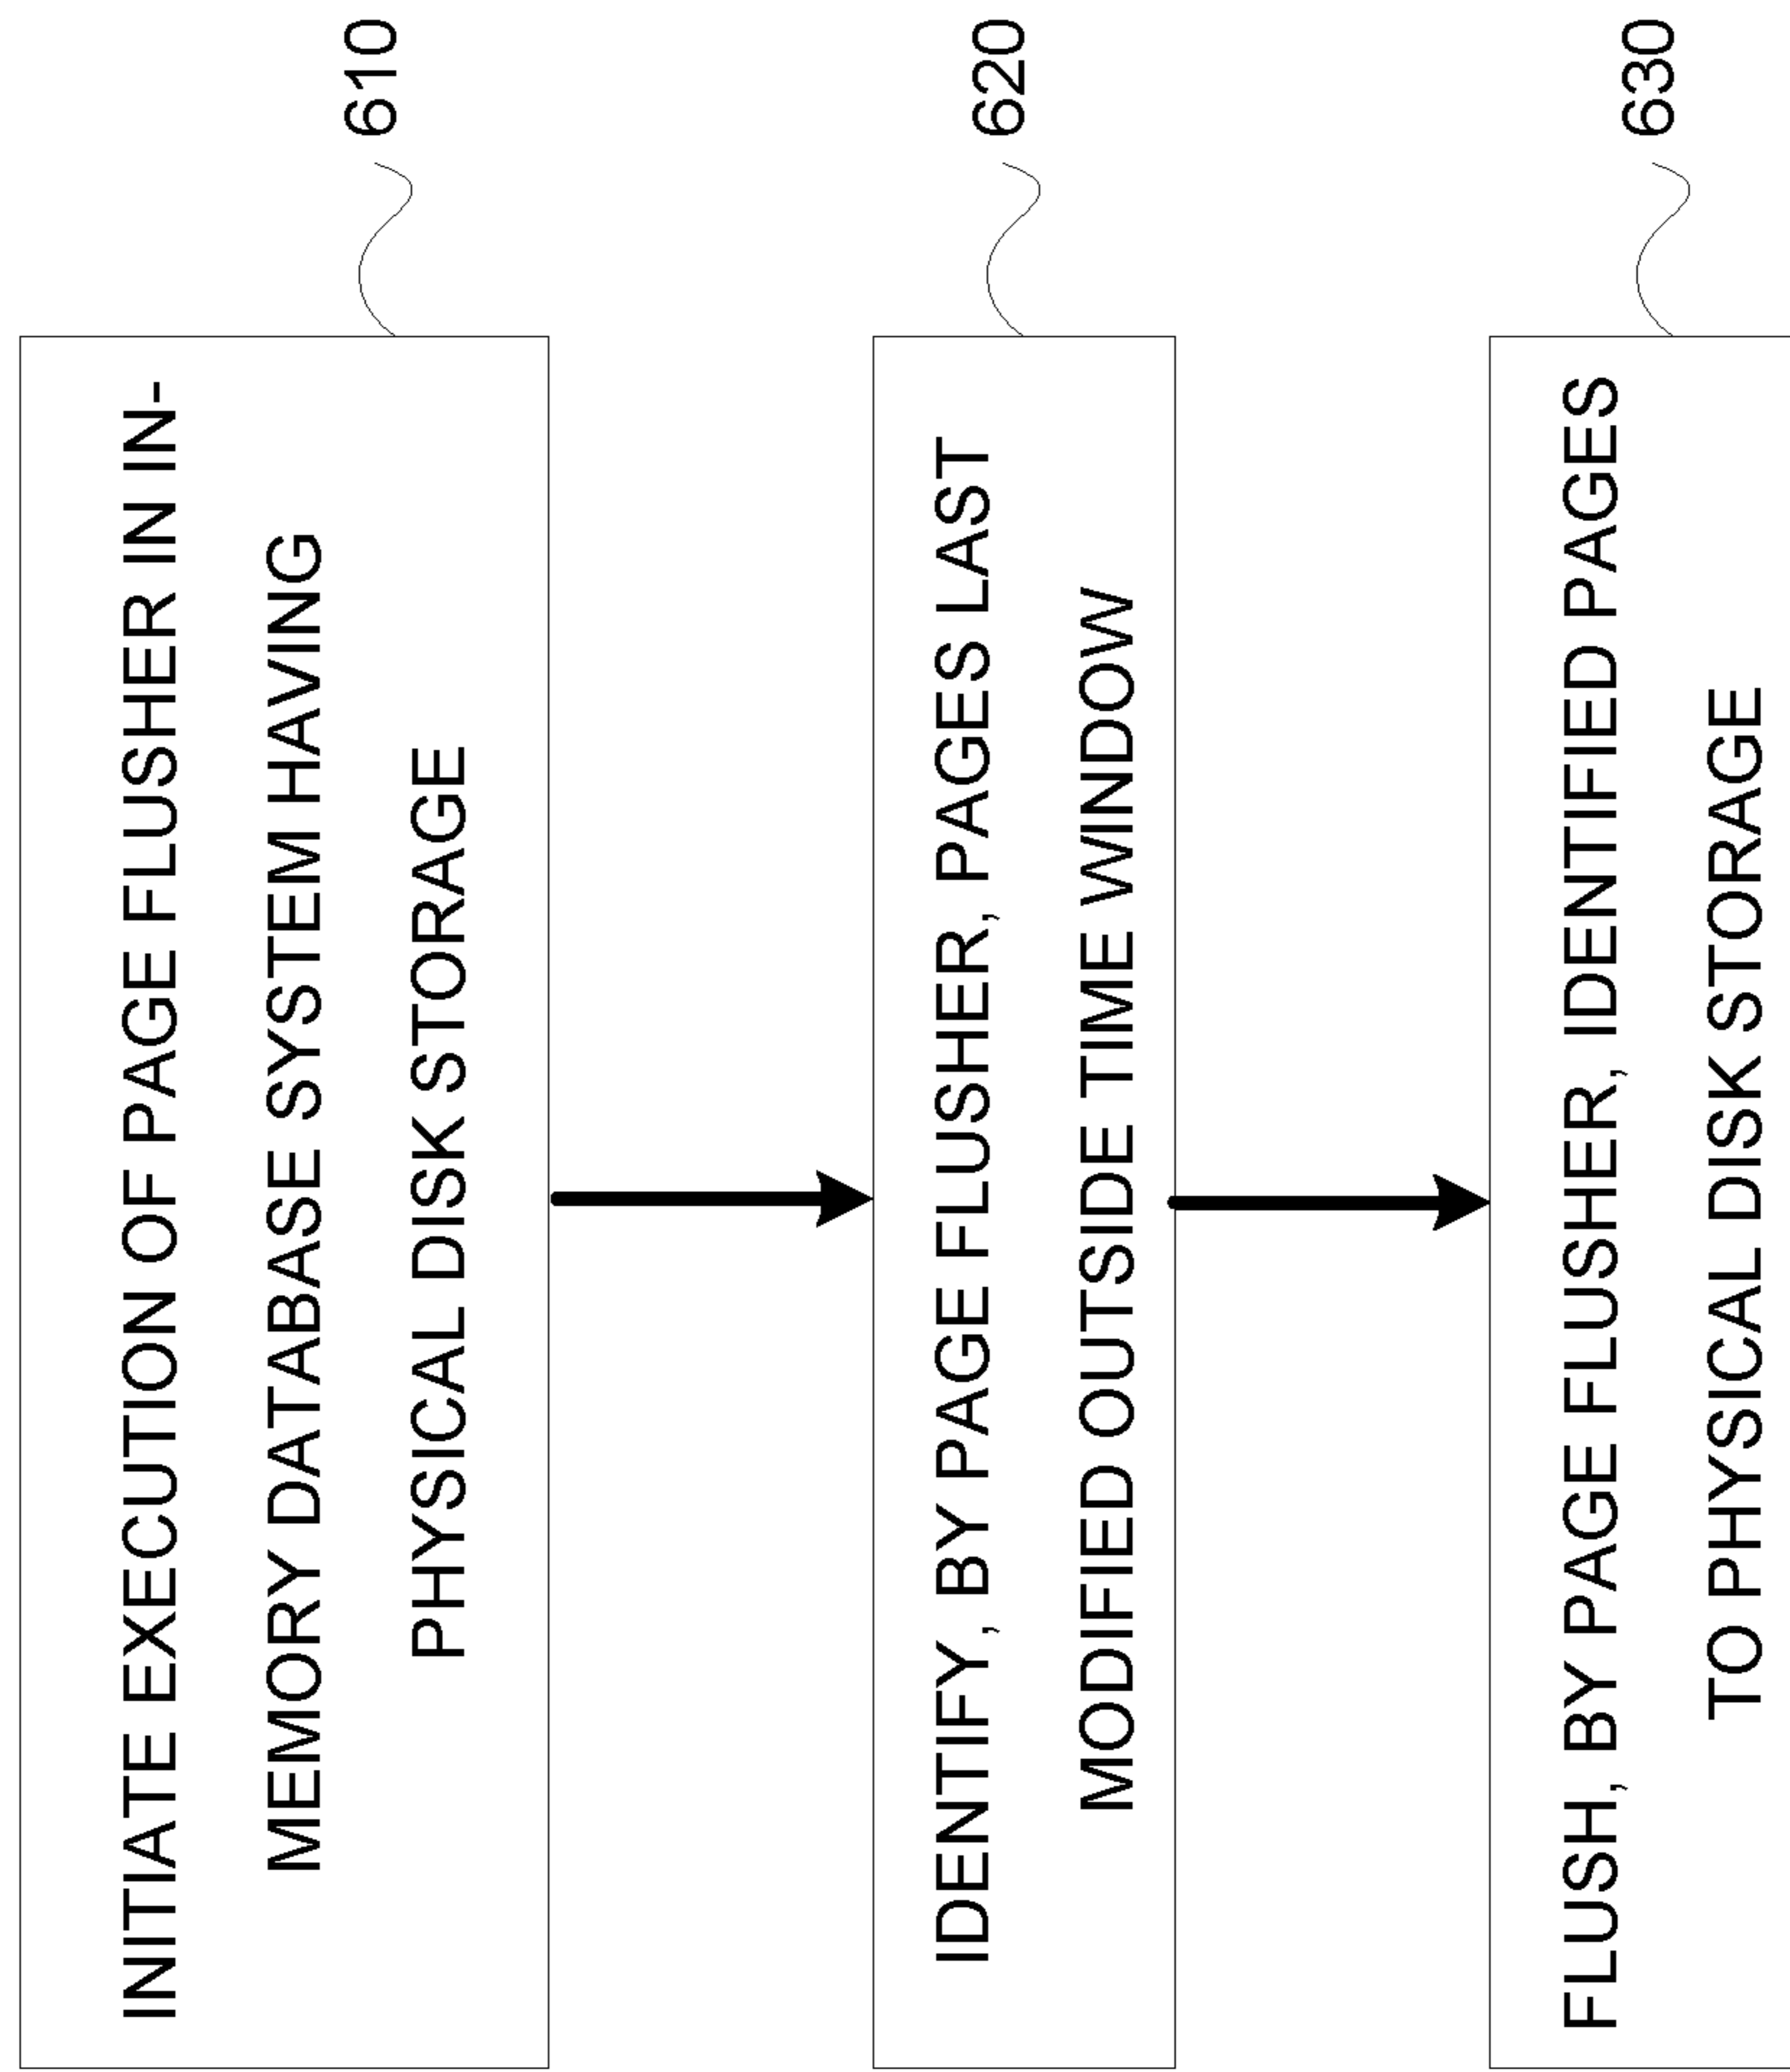 INITIATE EXECUTION OF PAGE FLUSHER IN IN-
MEMORY DATABASE SYSTEM HAVING
PHYSICAL DISK STORAGE
610
IDENTIFY, BY PAGE FLUSHER, PAGES LAST
MODIFIED OUTSIDE TIME WINDOW
620
FLUSH, BY PAGE FLUSHER, IDENTIFIED PAGES
TO PHYSICAL DISK STORAGE
630